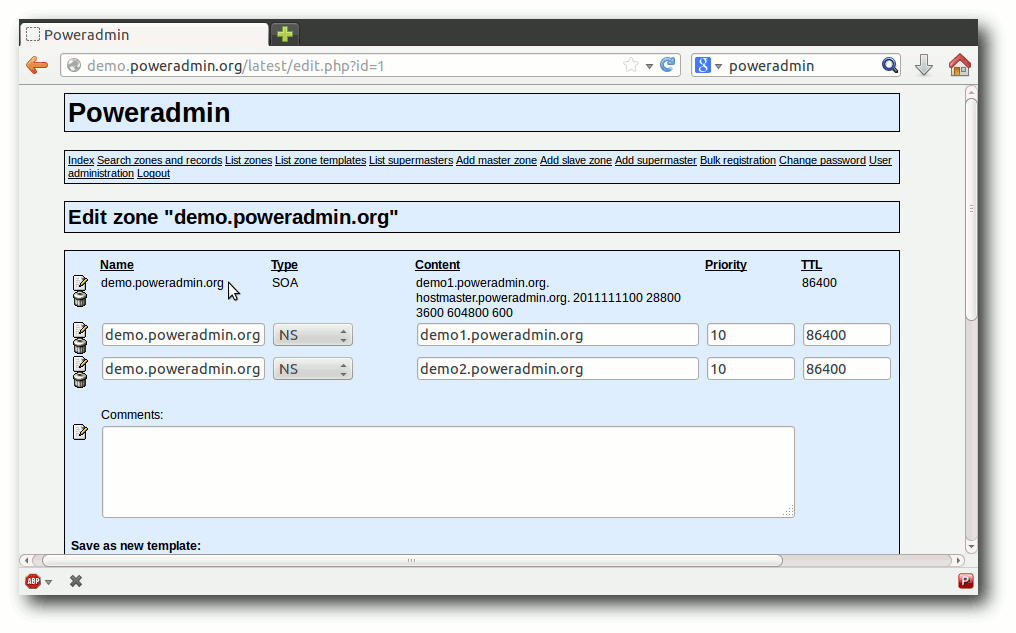 Poweradmin
demo.poweradmin.org/latest/edit.php?id=1
8 poweradmin
Poweradmin
Index Search zones and records List zones List zone templates List supermasters Add master zone Add slave zone Add supermaster Bulk registration Change password User
administration Logout
Edit zone "demo.poweradmin.org"
Name Type Content Priority TTL
demo.poweradmin.org SOA demo1.poweradmin.org. 86400
hostmaster.poweradmin.org. 2011111100 28800
3600 604800 600
demo.poweradmin.org NS demo1.poweradmin.org 10 86400
demo.poweradmin.org NS demo2.poweradmin.org 10 86400
Comments:
Save as new template:
ABP P